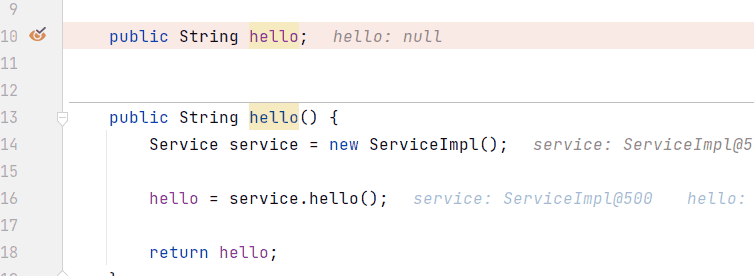 9
10 public String hello; hello: null
11
12
13 public String hello() {
14 Service service = new ServiceImpl(); service: ServiceImpl@5
15
16 hello = service.hello(); service: ServiceImpl@500 hello:
17
18 return hello;